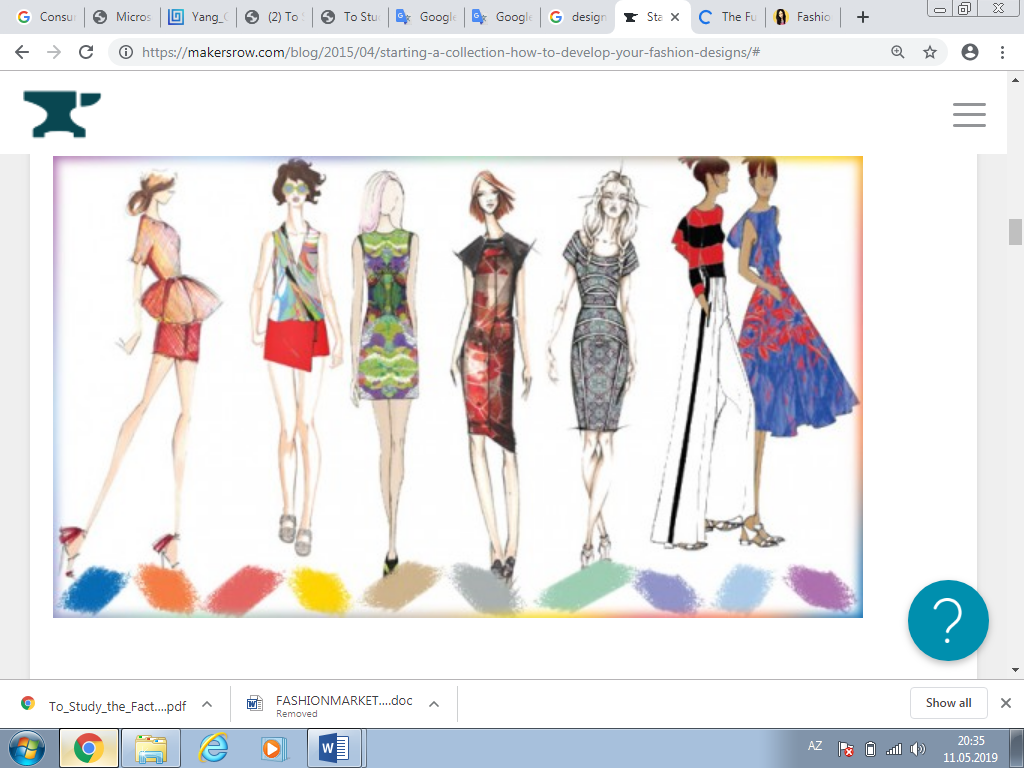 Consur
Micros
Yang_C
(2) To S
To Stu
Google
Google
design
Sta
The Fu
Fashio
https://makersrow.com/blog/2015/04/starting-a-collection-how-to-develop-your-fashion-designs/#
?
To_Study_the_Fact....pdf
FASHIONMARKET....doc
Removed
Show all
AZ
20:35
11.05.2019